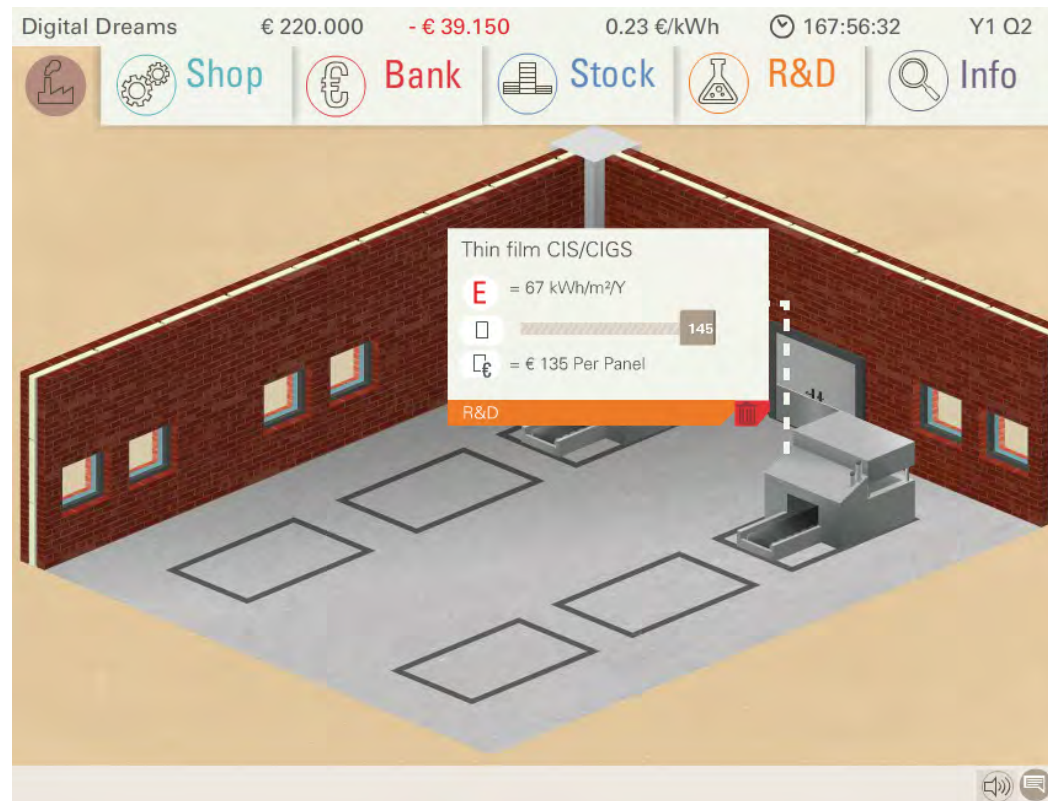 Digital Dreams € 220.000 - € 39.150 0.23 €/kWh 167:56:32 Y1 Q2
Shop Bank Stock R&D Info
Thin film CIS/CIGS
E = 67 kWh/m²/Y
145
€ = € 135 Per Panel
R&D